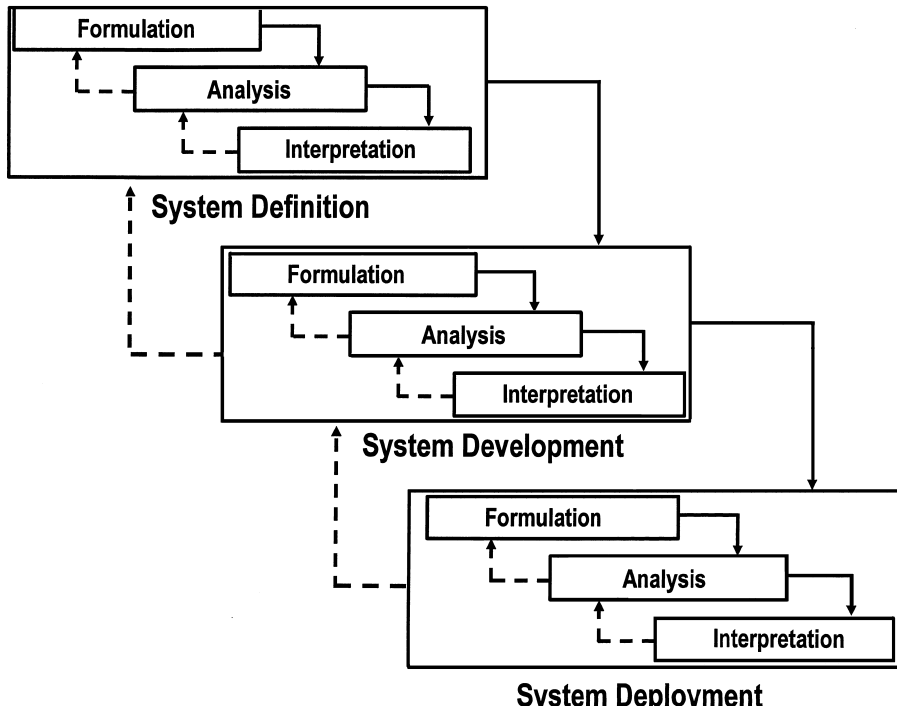 Formulation
Analysis
Interpretation
System Definition
Formulation
Analysis
Interpretation
System Development
Formulation
Analysis
Interpretation
System Deployment